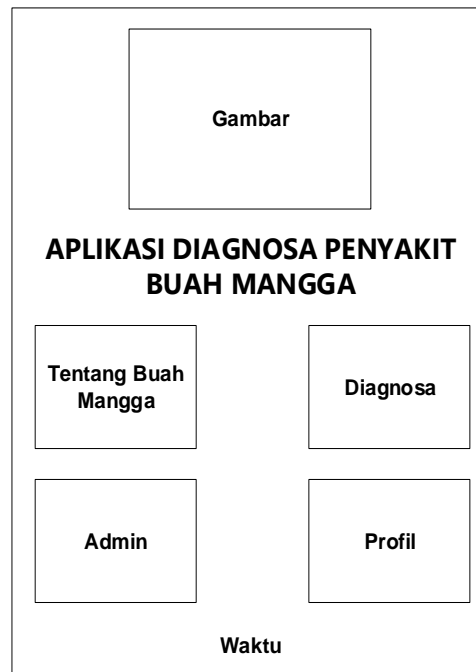 Gambar
APLIKASI DIAGNOSA PENYAKIT
BUAH MANGGA
Tentang Buah
Mangga
Diagnosa
Admin
Profil
Waktu